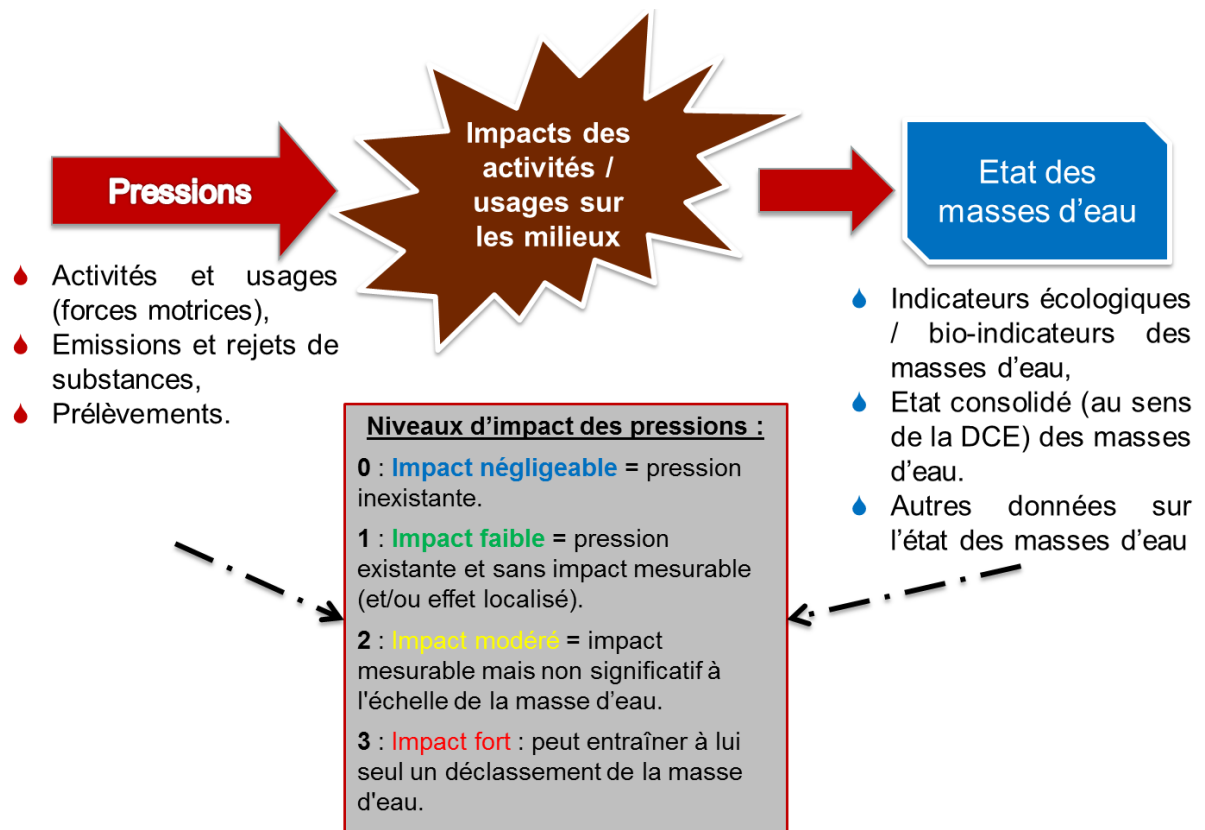 Pressions
Activités et usages
(forces motrices),
Emissions et rejets de
substances,
Prélèvements.
Impacts des
activités /
usages sur
les milieux
Etat des
masses d'eau
Indicateurs écologiques
/ bio-indicateurs des
masses d'eau,
Etat consolidé (au sens
de la DCE) des masses
d'eau.
Autres données sur
l'état des masses d'eau
Niveaux d'impact des pressions :
0 : Impact négligeable = pression
inexistante.
1 : Impact faible = pression
existante et sans impact mesurable
(et/ou effet localisé).
2 : Impact modéré = impact
mesurable mais non significatif à
l'échelle de la masse d'eau.
3 : Impact fort : peut entraîner à lui
seul un déclassement de la masse
d'eau.